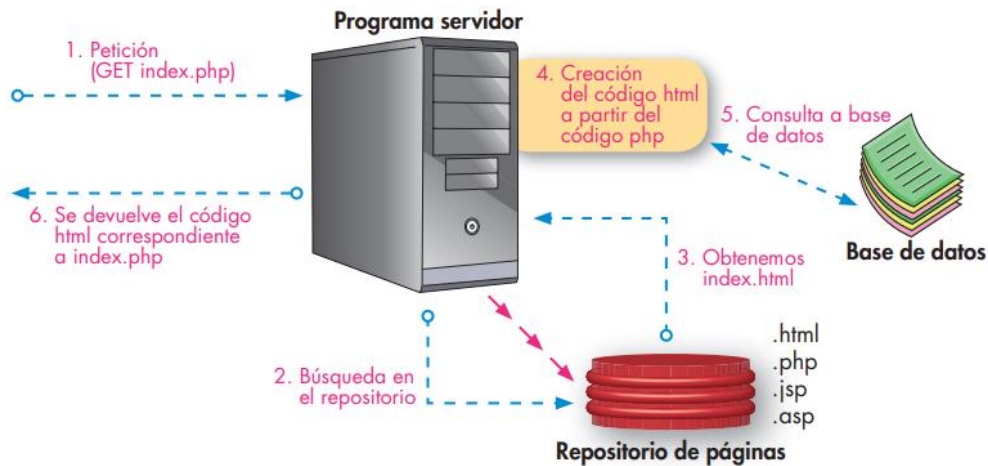 Programa servidor
1. Petición
(GET index.php)
4. Creación
del código html
a partir del
código php
5. Consulta a base
de datos
6. Se devuelve el código
html correspondiente
a index.php
Base de datos
3. Obtenemos
index.html
2. Búsqueda en
el repositorio
.html
.php
.jsp
.asp
Repositorio de páginas